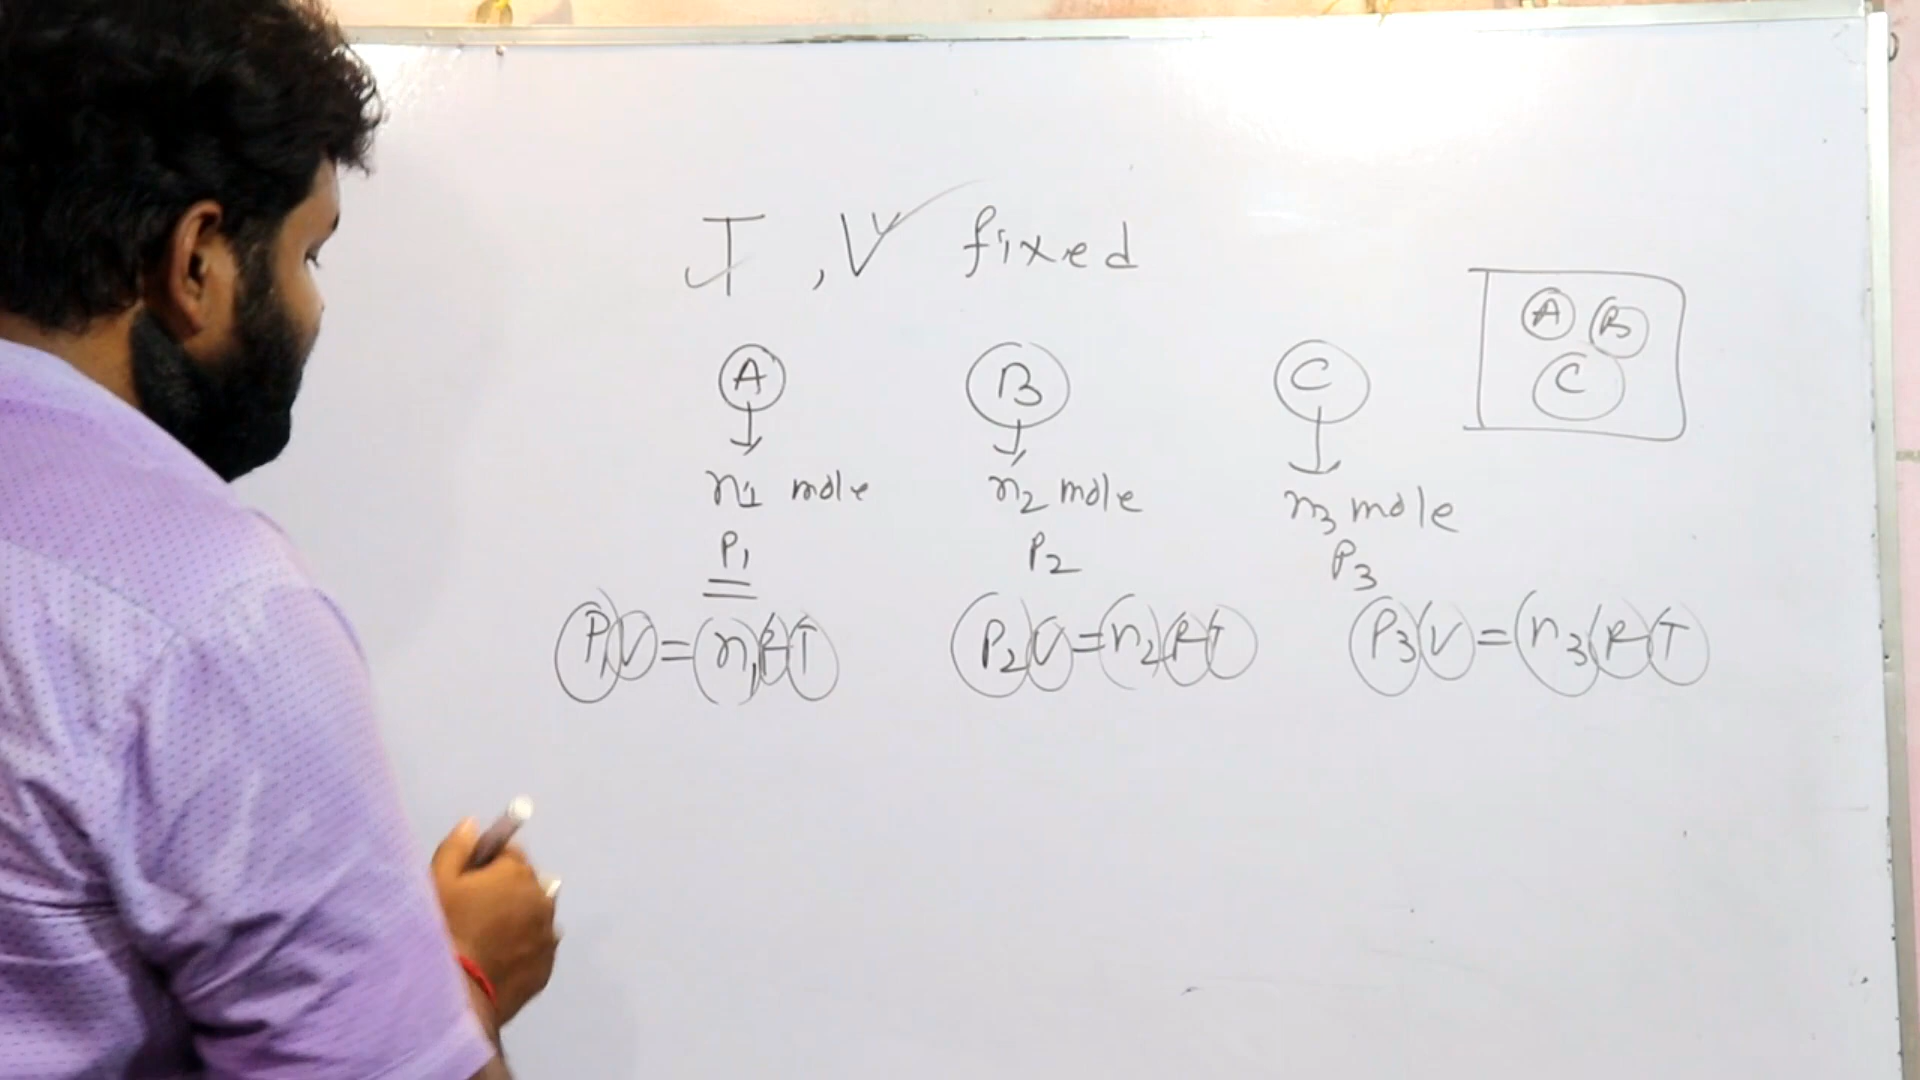 T, V fixed
A B
C
A B C
n1 mole n2 mole n3 mole
P1 P2 P3
P1V=n1RT P2V=n2RT P3V=n3RT